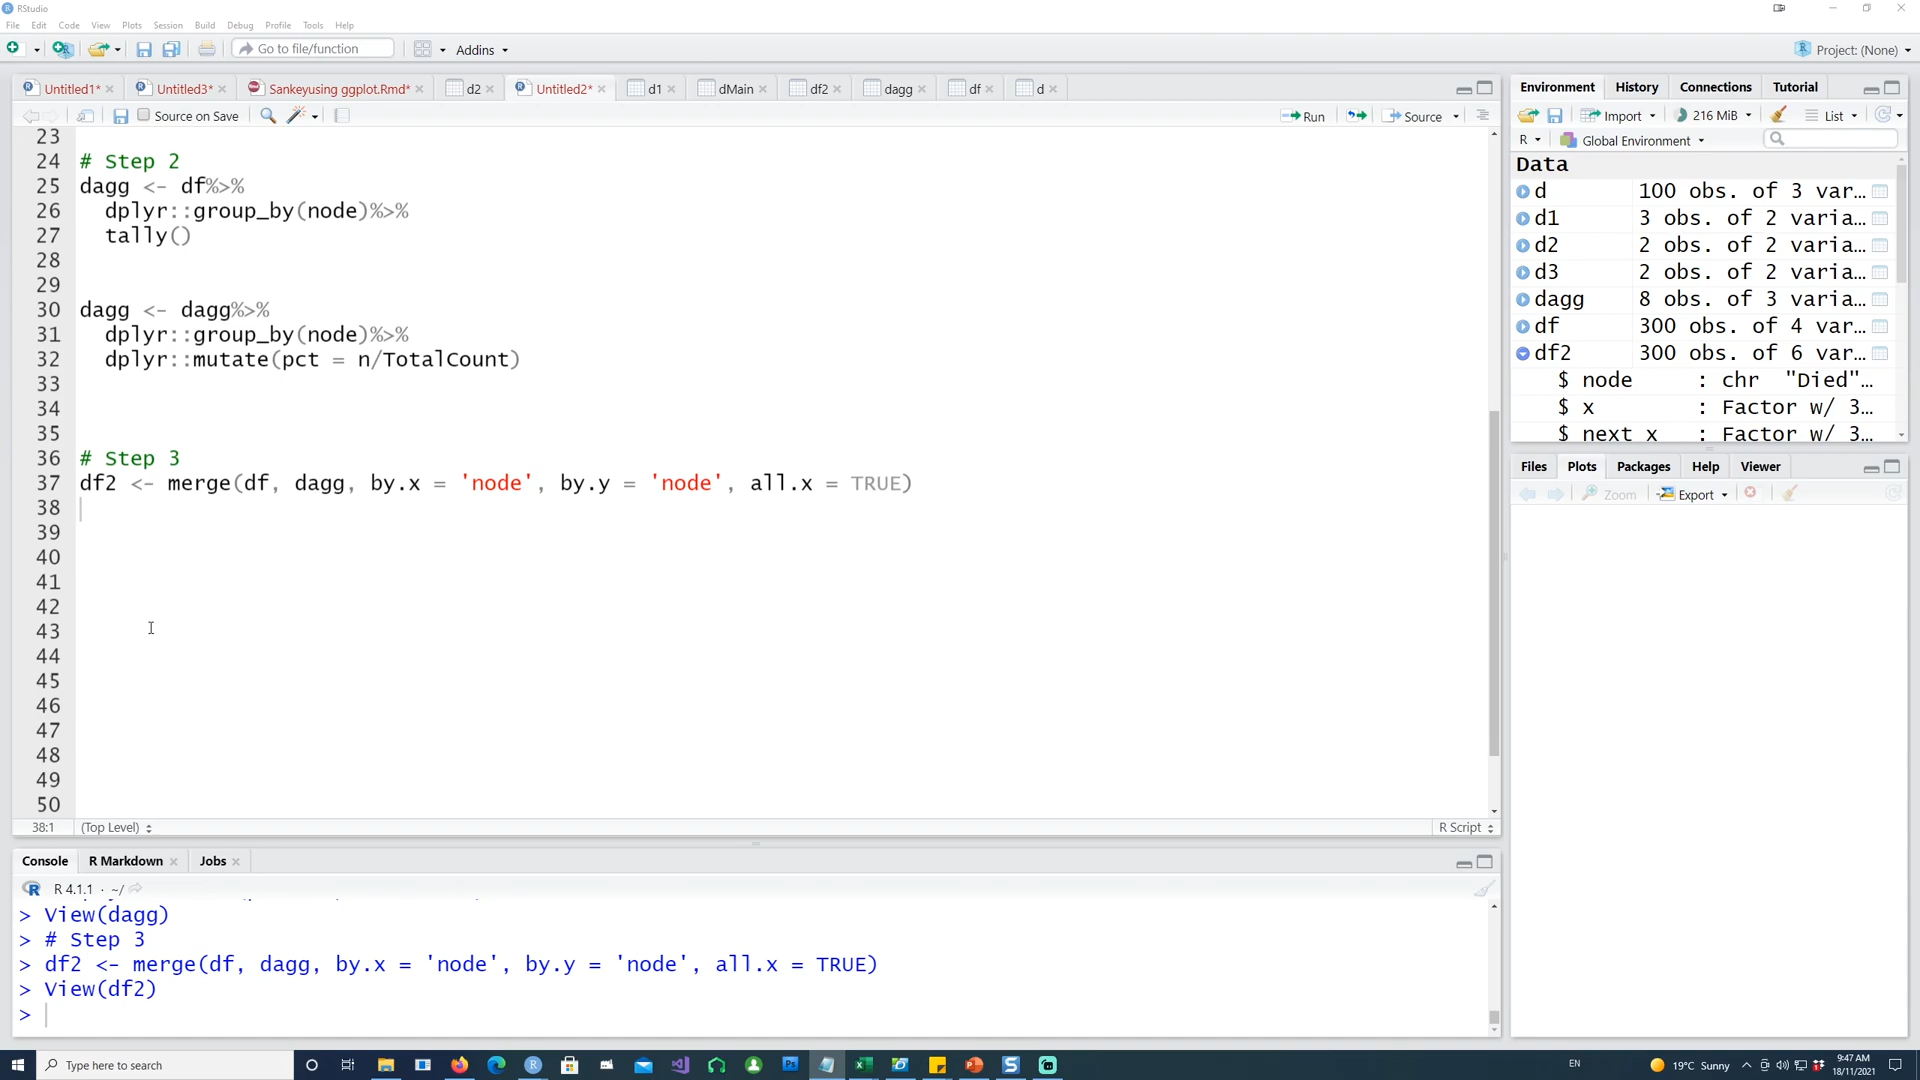 RStudio
File Edit Code View Plots Session Build Debug Profile Tools Help
Go to file/function Addins Project: (None)
Untitled1* Untitled3* Sankeyusing ggplot.Rmd* d2 Untitled2* d1 dMain df2 dagg df d
Source on Save Run Source
23
24 # Step 2
25 dagg <- df%>%
26 dplyr::group_by(node)%>%
27 tally()
28
29
30 dagg <- dagg%>%
31 dplyr::group_by(node)%>%
32 dplyr::mutate(pct = n/TotalCount)
33
34
35
36 # Step 3
37 df2 <- merge(df, dagg, by.x = 'node', by.y = 'node', all.x = TRUE)
38
39
40
41
42
43
44
45
46
47
48
49
50
38:1 (Top Level) R Script
Console R Markdown Jobs
R 4.1.1 · ~/
> View(dagg)
> # Step 3
> df2 <- merge(df, dagg, by.x = 'node', by.y = 'node', all.x = TRUE)
> View(df2)
>
Environment History Connections Tutorial
Import 216 MiB List
R Global Environment
Data
d 100 obs. of 3 var…
d1 3 obs. of 2 varia…
d2 2 obs. of 2 varia…
d3 2 obs. of 2 varia…
dagg 8 obs. of 3 varia…
df 300 obs. of 4 var…
df2 300 obs. of 6 var…
$ node : chr "Died"…
$ x : Factor w/ 3…
$ next_x : Factor w/ 3…
Files Plots Packages Help Viewer
Zoom Export
Type here to search
EN
19°C Sunny
9:47 AM
18/11/2021